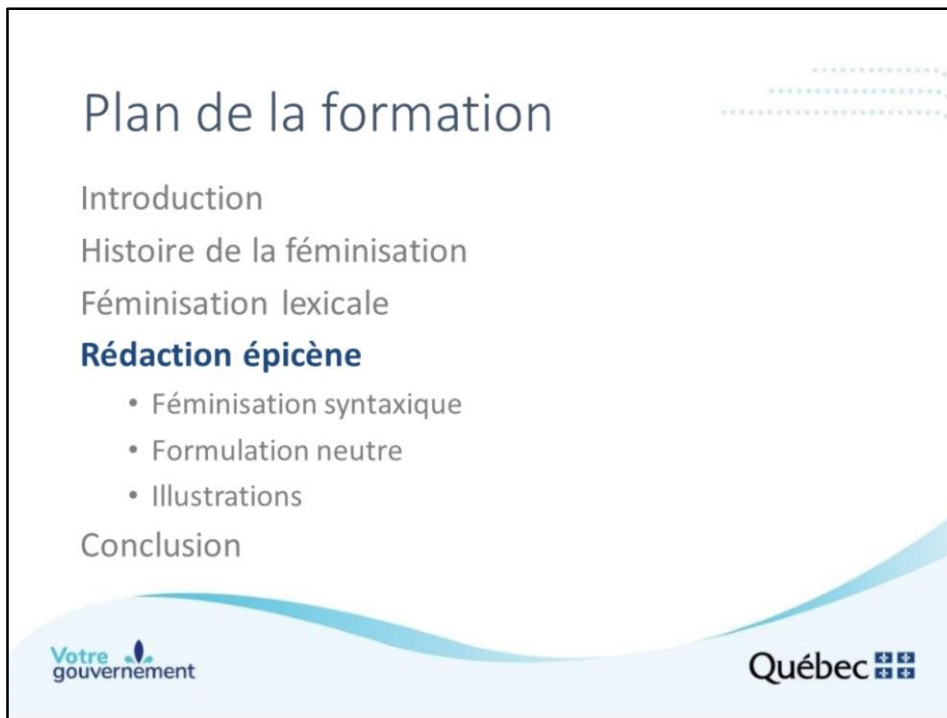 Plan de la formation
Introduction
Histoire de la féminisation
Féminisation lexicale
Rédaction épicène
• Féminisation syntaxique
• Formulation neutre
• Illustrations
Conclusion
Votre
gouvernement
Québec